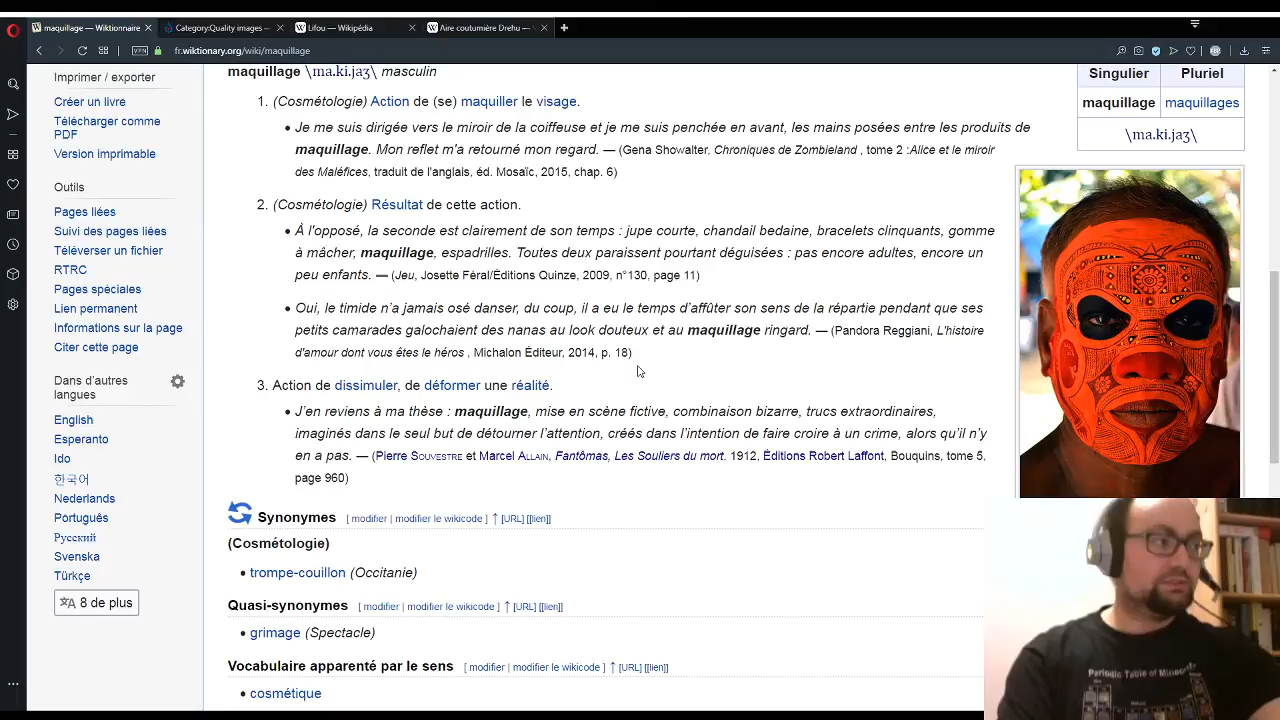 maquillage — Wiktionnaire
Category:Quality images –
Lifou — Wikipédia
Aire coutumière Drehu —
VPN
fr.wiktionary.org/wiki/maquillage
Imprimer / exporter
Créer un livre
Télécharger comme
PDF
Version imprimable
Outils
Pages liées
Suivi des pages liées
Téléverser un fichier
RTRC
Pages spéciales
Lien permanent
Informations sur la page
Citer cette page
Dans d’autres
langues
English
Esperanto
Ido
한국어
Nederlands
Português
Русский
Svenska
Türkçe
8 de plus
maquillage \ma.ki.jaʒ\ masculin
1. (Cosmétologie) Action de (se) maquiller le visage.
• Je me suis dirigée vers le miroir de la coiffeuse et je me suis penchée en avant, les mains posées entre les produits de
maquillage. Mon reflet m'a retourné mon regard. — (Gena Showalter, Chroniques de Zombieland , tome 2 :Alice et le miroir
des Maléfices, traduit de l'anglais, éd. Mosaïc, 2015, chap. 6)
2. (Cosmétologie) Résultat de cette action.
• À l’opposé, la seconde est clairement de son temps : jupe courte, chandail bedaine, bracelets clinquants, gomme
à mâcher, maquillage, espadrilles. Toutes deux paraissent pourtant déguisées : pas encore adultes, encore un
peu enfants. — (Jeu, Josette Féral/Éditions Quinze, 2009, n°130, page 11)
• Oui, le timide n’a jamais osé danser, du coup, il a eu le temps d’affûter son sens de la répartie pendant que ses
petits camarades galochaient des nanas au look douteux et au maquillage ringard. — (Pandora Reggiani, L'histoire
d'amour dont vous êtes le héros , Michalon Éditeur, 2014, p. 18)
3. Action de dissimuler, de déformer une réalité.
• J’en reviens à ma thèse : maquillage, mise en scène fictive, combinaison bizarre, trucs extraordinaires,
imaginés dans le seul but de détourner l’attention, créés dans l’intention de faire croire à un crime, alors qu’il n’y
en a pas. — (Pierre Souvestre et Marcel Allain, Fantômas, Les Souliers du mort, 1912, Éditions Robert Laffont, Bouquins, tome 5,
page 960)
Synonymes [ modifier | modifier le wikicode ] ↑ [URL] [[lien]]
(Cosmétologie)
• trompe-couillon (Occitanie)
Quasi-synonymes [ modifier | modifier le wikicode ] ↑ [URL] [[lien]]
• grimage (Spectacle)
Vocabulaire apparenté par le sens [ modifier | modifier le wikicode ] ↑ [URL] [[lien]]
• cosmétique
Singulier Pluriel
maquillage maquillages
\ma.ki.jaʒ\
Periodic Table of Minec